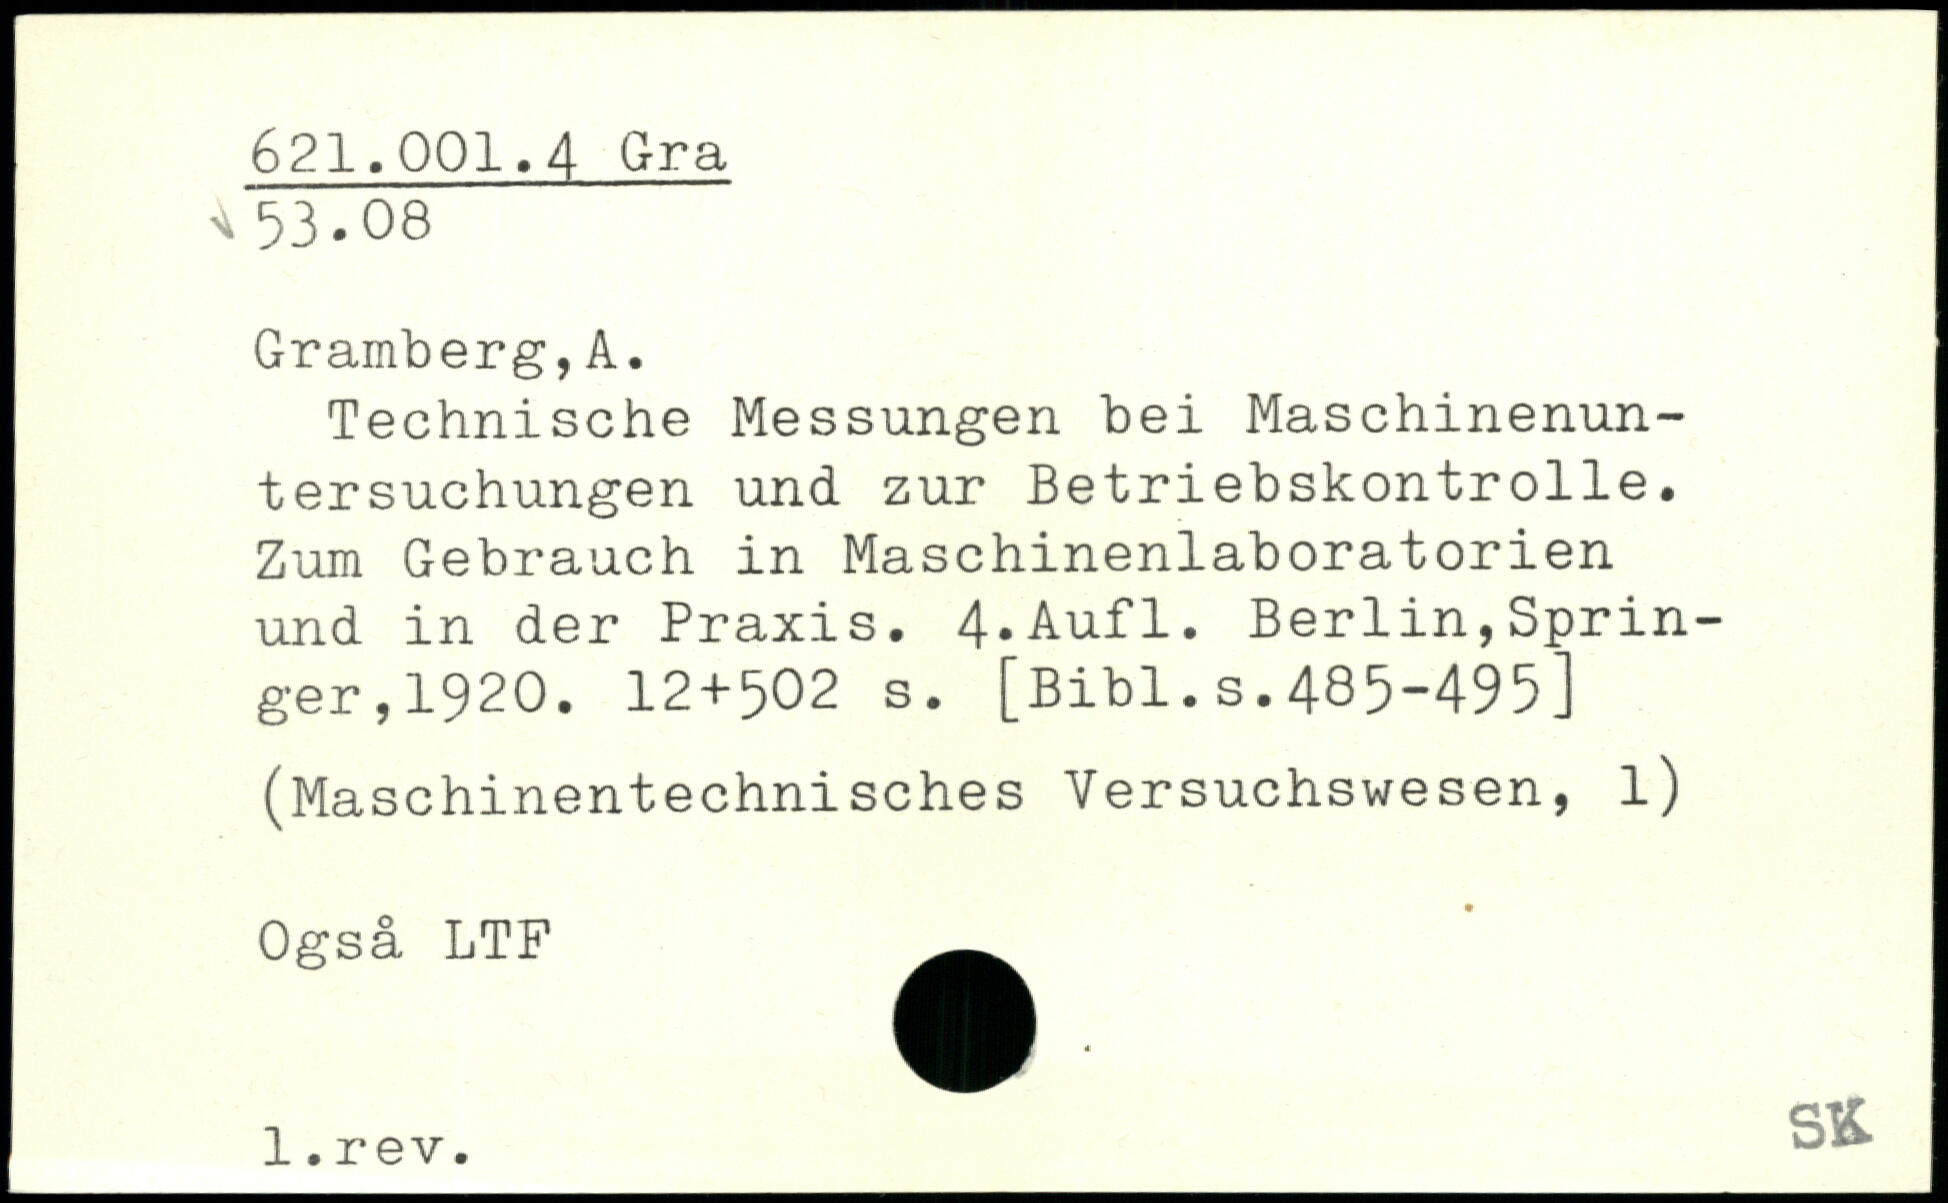 621.001.4 Gra
53.08
Gramberg,A.
Technische Messungen bei Maschinenun-
tersuchungen und zur Betriebskontrolle.
Zum Gebrauch in Maschinenlaboratorien
und in der Praxis. 4.Aufl. Berlin,Sprin-
ger,1920. 12+502 s. [Bibl.s.485-495]
(Maschinentechnisches Versuchswesen, 1)
Også LTF
1.rev.
SK